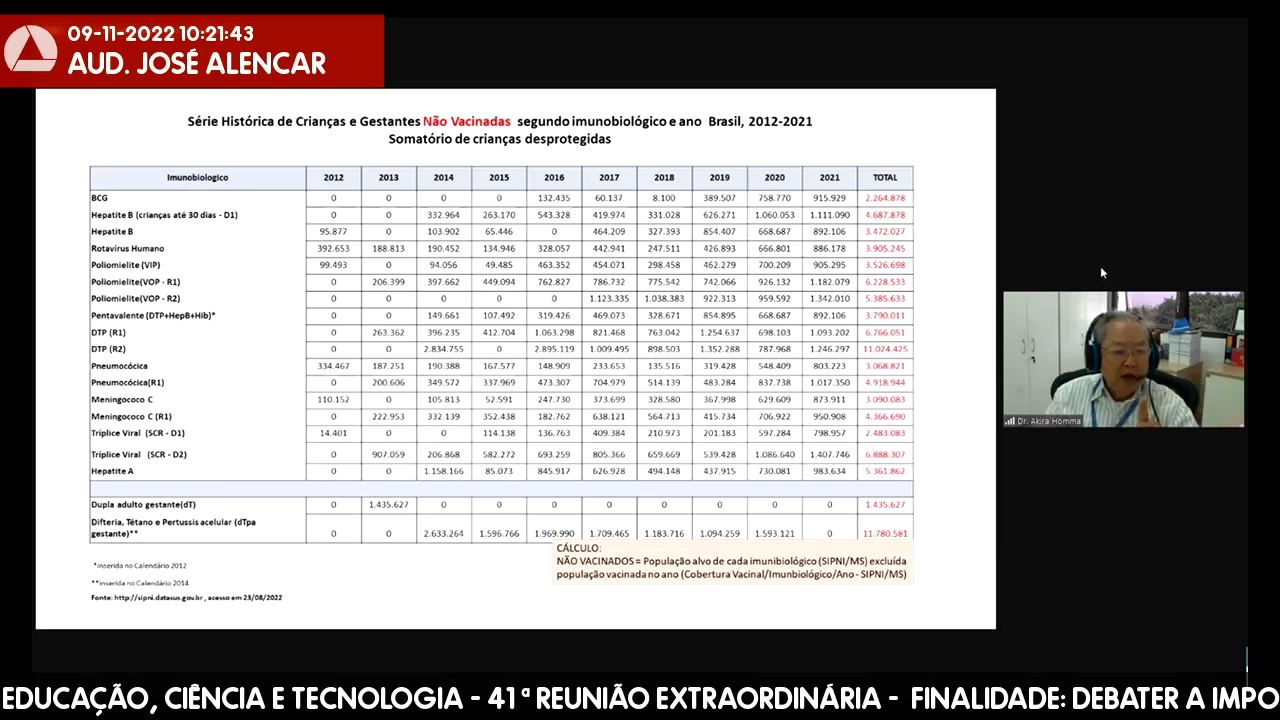 09-11-2022 10:21:43
AUD. JOSÉ ALENCAR
Série Histórica de Crianças e Gestantes Não Vacinadas segundo imunobiológico e ano Brasil, 2012-2021
Somatório de crianças desprotegidas
Imunobiologico 2012 2013 2014 2015 2016 2017 2018 2019 2020 2021 TOTAL
BCG 0 0 0 0 132.435 60.137 8.100 389.507 758.770 915.929 2.264.878
Hepatite B (crianças até 30 dias - D1) 0 0 332.964 263.170 543.328 419.974 331.028 626.271 1.060.053 1.111.090 4.687.878
Hepatite B 95.877 0 103.902 65.446 0 464.209 327.393 854.407 668.687 892.106 3.472.027
Rotavírus Humano 392.653 188.813 190.452 134.946 328.057 442.941 247.511 426.893 666.801 886.178 3.905.245
Poliomielite (VIP) 99.493 0 94.056 49.485 463.352 454.071 298.458 462.279 700.209 905.295 3.526.698
Poliomielite(VOP - R1) 0 206.399 397.662 449.094 762.827 786.732 775.542 742.066 926.132 1.182.079 6.228.533
Poliomielite(VOP - R2) 0 0 0 0 0 1.123.335 1.038.383 922.313 959.592 1.342.010 5.385.633
Pentavalente (DTP+HepB+Hib)* 0 0 149.661 107.492 319.426 469.073 328.671 854.895 668.687 892.106 3.790.011
DTP (R1) 0 263.362 396.235 412.704 1.063.298 821.468 763.042 1.254.637 698.103 1.093.202 6.766.051
DTP (R2) 0 0 2.834.755 0 2.895.119 1.009.495 898.503 1.352.288 787.968 1.246.297 11.024.425
Pneumocócica 334.467 187.251 190.388 167.577 148.909 233.653 135.516 319.428 548.409 803.223 3.068.821
Pneumocócica(R1) 0 200.606 349.572 337.969 473.307 704.979 514.139 483.284 837.738 1.017.350 4.918.944
Meningococo C 110.152 0 105.813 52.591 247.730 373.699 328.580 367.993 629.609 873.911 3.090.083
Meningococo C (R1) 0 222.953 332.139 352.438 182.762 638.121 564.713 415.734 706.922 950.908 4.366.690
Tríplice Viral (SCR - D1) 14.401 0 0 114.138 136.763 409.384 210.973 201.183 597.284 798.957 2.483.083
Tríplice Viral (SCR - D2) 0 907.059 206.868 582.272 693.259 805.366 659.669 539.428 1.086.640 1.407.746 6.888.307
Hepatite A 0 0 1.158.166 85.073 845.917 626.928 494.148 437.915 730.081 983.634 5.361.862
Dupla adulto gestante(dT) 0 1.435.627 0 0 0 0 0 0 0 0 1.435.627
Difteria, Tétano e Pertussis acelular (dTpa
gestante)** 0 0 2.633.264 1.596.766 1.969.990 1.709.465 1.183.716 1.094.259 1.593.121 0 11.780.581
CÁLCULO:
NÃO VACINADOS = População alvo de cada imunibiológico (SIPNI/MS) excluída
população vacinada no ano (Cobertura Vacinal/Imunbiológico/Ano - SIPNI/MS)
*inserida no Calendário 2012
**inserida no Calendário 2014
Fonte: http://sipni.datasus.gov.br , acesso em 23/08/2022
Dr. Akira Homma
EDUCAÇÃO, CIÊNCIA E TECNOLOGIA - 41ª REUNIÃO EXTRAORDINÁRIA - FINALIDADE: DEBATER A IMPO